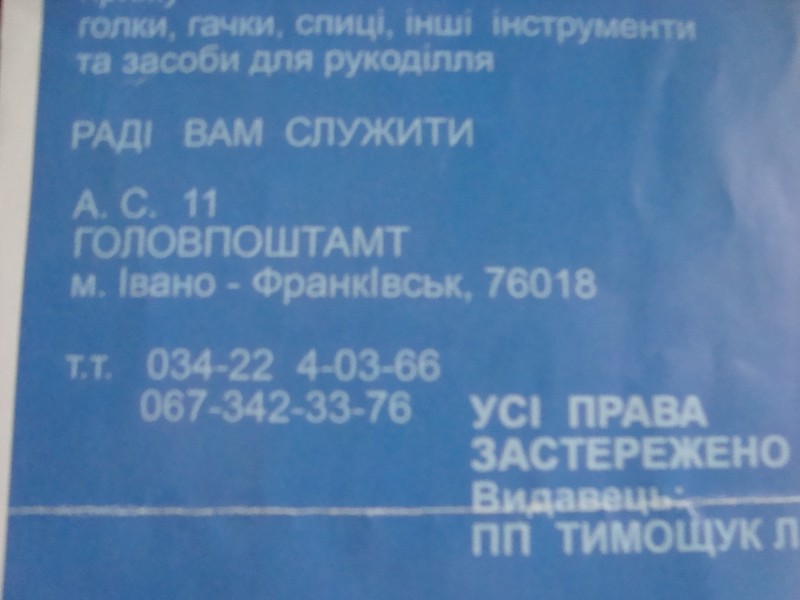 голки, гачки, спиці, інші інструменти
та засоби для рукоділля
РАДІ ВАМ СЛУЖИТИ
А. С. 11
ГОЛОВПОШТАМТ
м. Івано - ФранкІвськ, 76018
т.т. 034-22 4-03-66
067-342-33-76
УСІ ПРАВА
ЗАСТЕРЕЖЕНО
Видавець:
ПП ТИМОЩУК Л